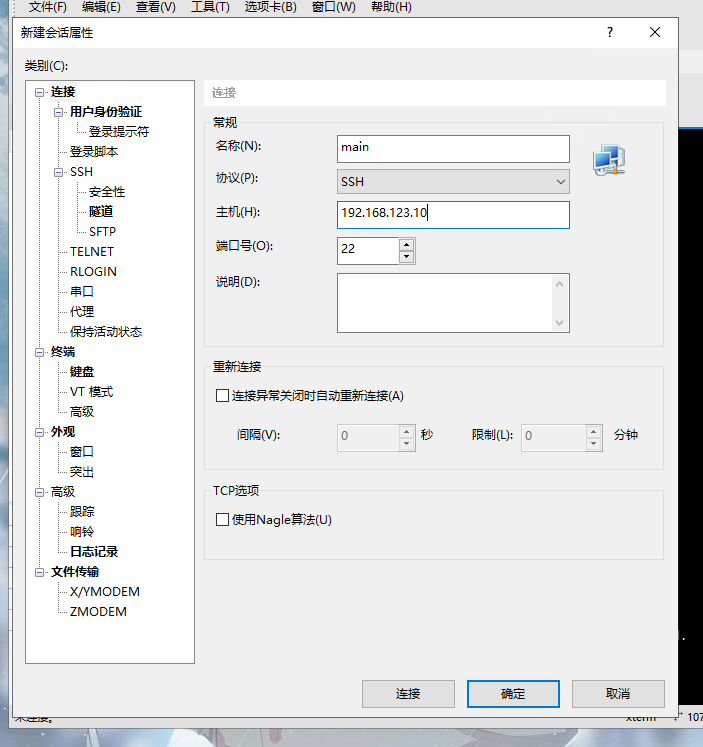 文件(F) 编辑(E) 查看(V) 工具(T) 选项卡(B) 窗口(W) 帮助(H)
新建会话属性 ?
类别(C):
连接
用户身份验证
登录提示符
登录脚本
SSH
安全性
隧道
SFTP
TELNET
RLOGIN
串口
代理
保持活动状态
终端
键盘
VT 模式
高级
外观
窗口
突出
高级
跟踪
响铃
日志记录
文件传输
X/YMODEM
ZMODEM
连接
常规
名称(N): main
协议(P): SSH
主机(H): 192.168.123.10
端口号(O): 22
说明(D):
重新连接
连接异常关闭时自动重新连接(A)
间隔(V): 0 秒 限制(L): 0 分钟
TCP选项
使用Nagle算法(U)
连接 确定 取消
未连接。 xterm 107